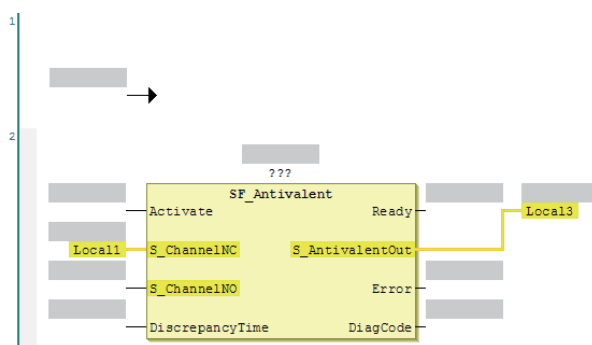 1
2
???
SF_Antivalent
Activate Ready Local3
Local1 S_ChannelNC S_AntivalentOut
S_ChannelNO Error
DiscrepancyTime DiagCode